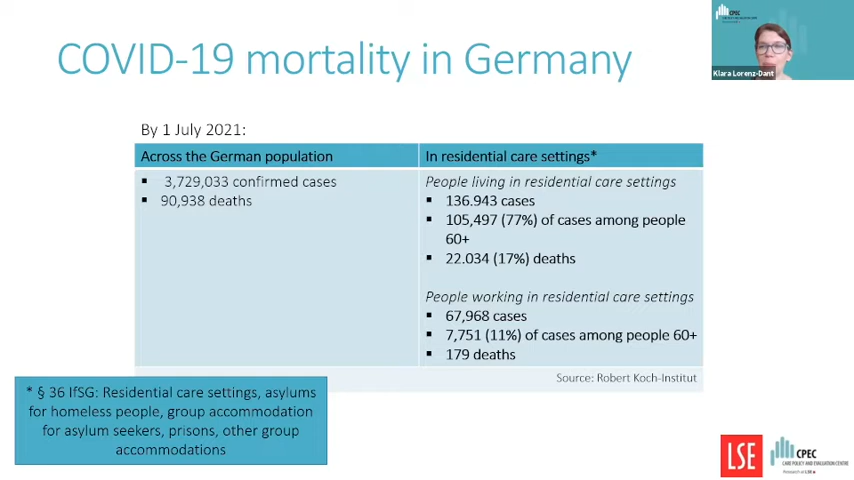 COVID-19 mortality in Germany
CPEC
Klara Lorenz-Dant
By 1 July 2021:
Across the German population
3,729,033 confirmed cases
90,938 deaths
In residential care settings*
People living in residential care settings
136.943 cases
105,497 (77%) of cases among people
60+
22.034 (17%) deaths
People working in residential care settings
67,968 cases
7,751 (11%) of cases among people 60+
179 deaths
Source: Robert Koch-Institut
* § 36 IfSG: Residential care settings, asylums
for homeless people, group accommodation
for asylum seekers, prisons, other group
accommodations
LSE
CPEC
CARE POLICY AND EVALUATION CENTRE
Research at LSE